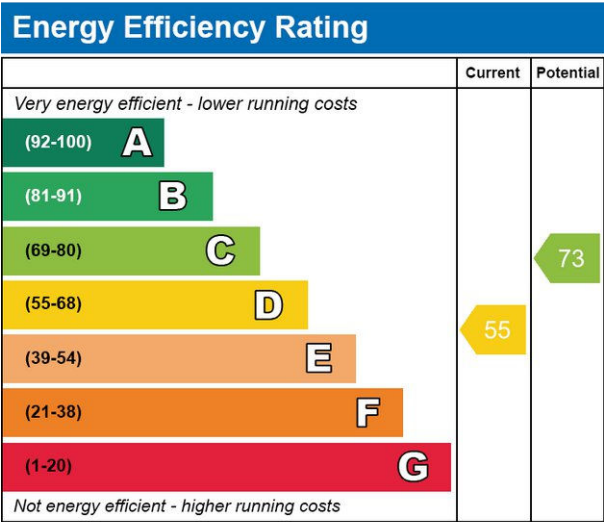 Energy Efficiency Rating
Current Potential
Very energy efficient - lower running costs
(92-100) A
(81-91) B
(69-80) C
73
(55-68) D
55
(39-54) E
(21-38) F
(1-20) G
Not energy efficient - higher running costs